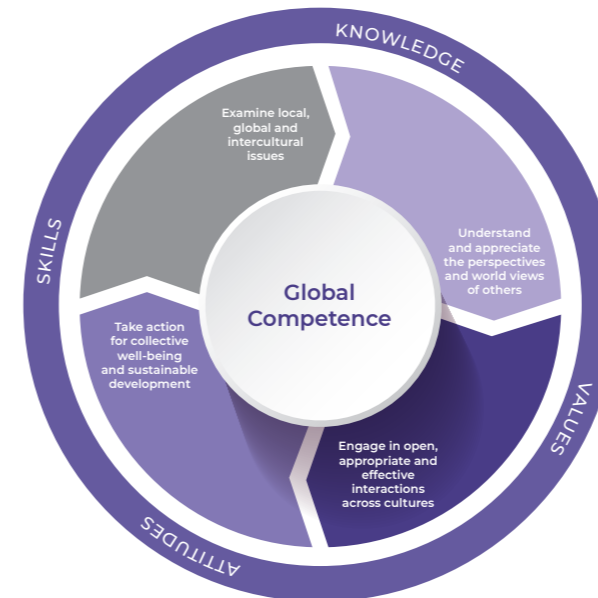 KNOWLEDGE
Examine local,
global and
intercultural
issues
Understand
and appreciate
the perspectives
and world views
of others
SKILLS
Global
Competence
Take action
for collective
well-being
and sustainable
development
VALUES
Engage in open,
appropriate and
effective
interactions
across cultures
ATTITUDES